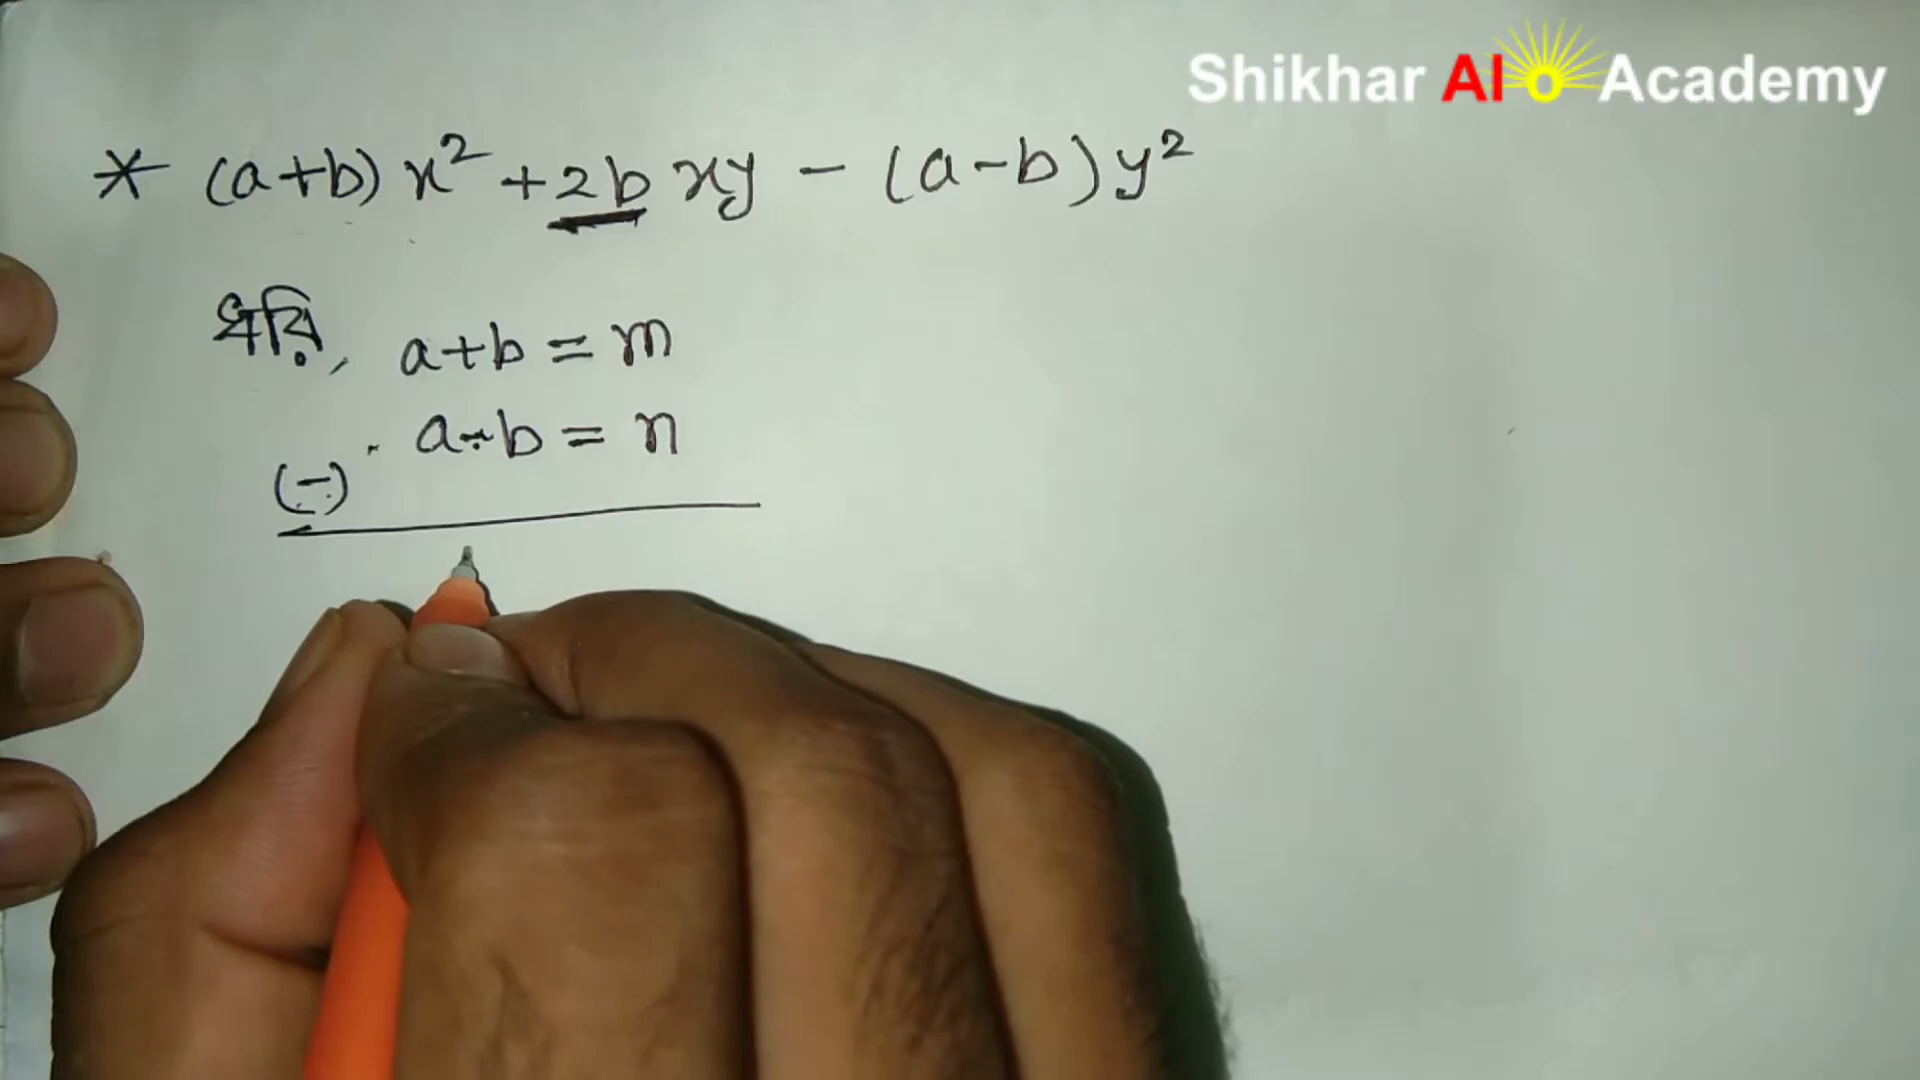 Shikhar Alo Academy
* (a+b) x² + 2b xy - (a-b) y²
ধরি, a+b = m
a-b = n
(-)